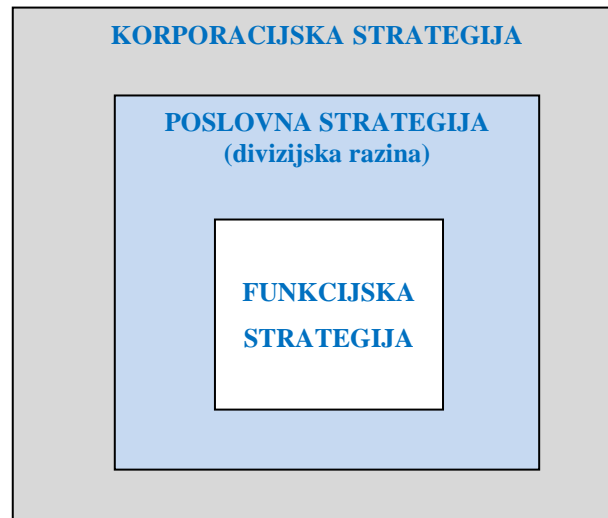 KORPORACIJSKA STRATEGIJA
POSLOVNA STRATEGIJA
(divizijska razina)
FUNKCIJSKA
STRATEGIJA